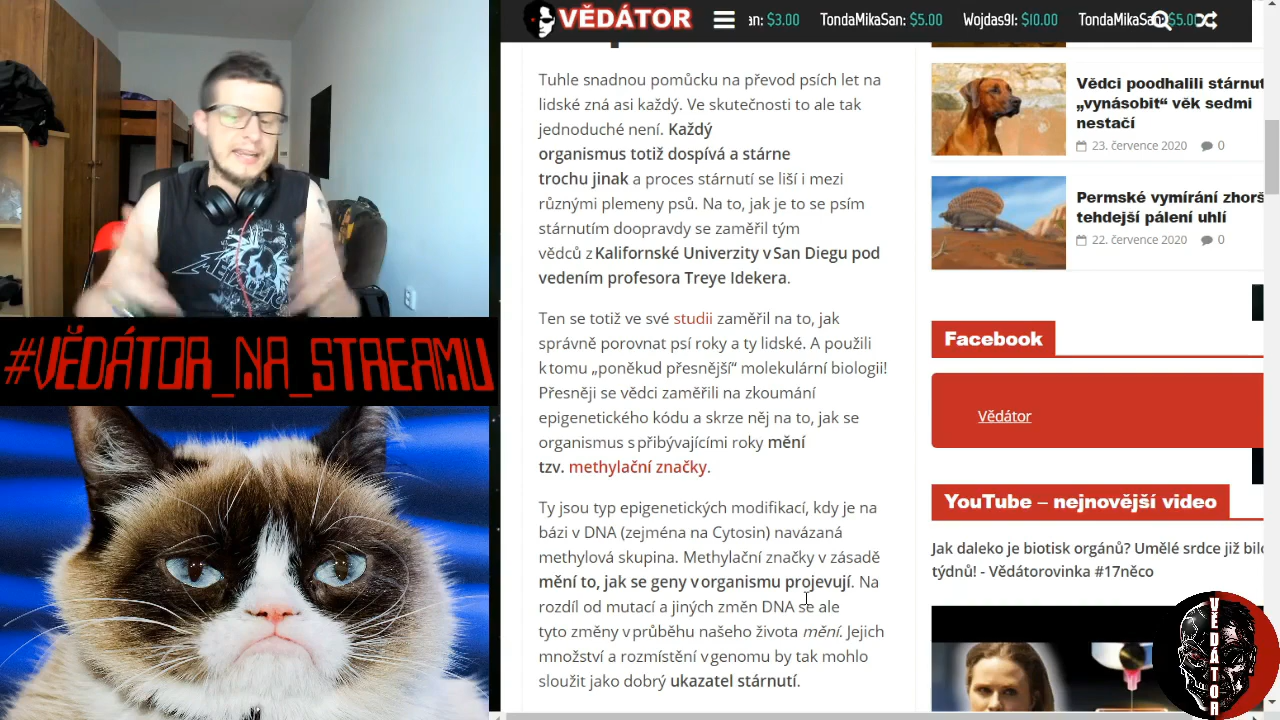 VĚDÁTOR
an: $3.00 TondaMikaSan: $5.00 Wojdas9I: $10.00 TondaMikaSan: $5.00
Tuhle snadnou pomůcku na převod psích let na
lidské zná asi každý. Ve skutečnosti to ale tak
jednoduché není. Každý
organismus totiž dospívá a stárne
trochu jinak a proces stárnutí se liší i mezi
různými plemeny psů. Na to, jak je to se psím
stárnutím doopravdy se zaměřil tým
vědců z Kalifornské Univerzity v San Diegu pod
vedením profesora Treye Idekera.
Ten se totiž ve své studii zaměřil na to, jak
správně porovnat psí roky a ty lidské. A použili
k tomu „poněkud přesnější“ molekulární biologii!
Přesněji se vědci zaměřili na zkoumání
epigenetického kódu a skrze něj na to, jak se
organismus s přibývajícími roky mění
tzv. methylační značky.
Ty jsou typ epigenetických modifikací, kdy je na
bázi v DNA (zejména na Cytosin) navázaná
methylová skupina. Methylační značky v zásadě
mění to, jak se geny v organismu projevují. Na
rozdíl od mutací a jiných změn DNA se ale
tyto změny v průběhu našeho života mění. Jejich
množství a rozmístění v genomu by tak mohlo
sloužit jako dobrý ukazatel stárnutí.
Vědci poodhalili stárnut
„vynásobit“ věk sedmi
nestačí
23. července 2020 0
Permské vymírání zhorš
tehdejší pálení uhlí
22. července 2020 0
Facebook
Vědátor
YouTube – nejnovější video
Jak daleko je biotisk orgánů? Umělé srdce již bilo
týdnů! - Vědátorovinka #17něco
#VĚDÁTOR_NA_STREAMU
VĚDÁTOR